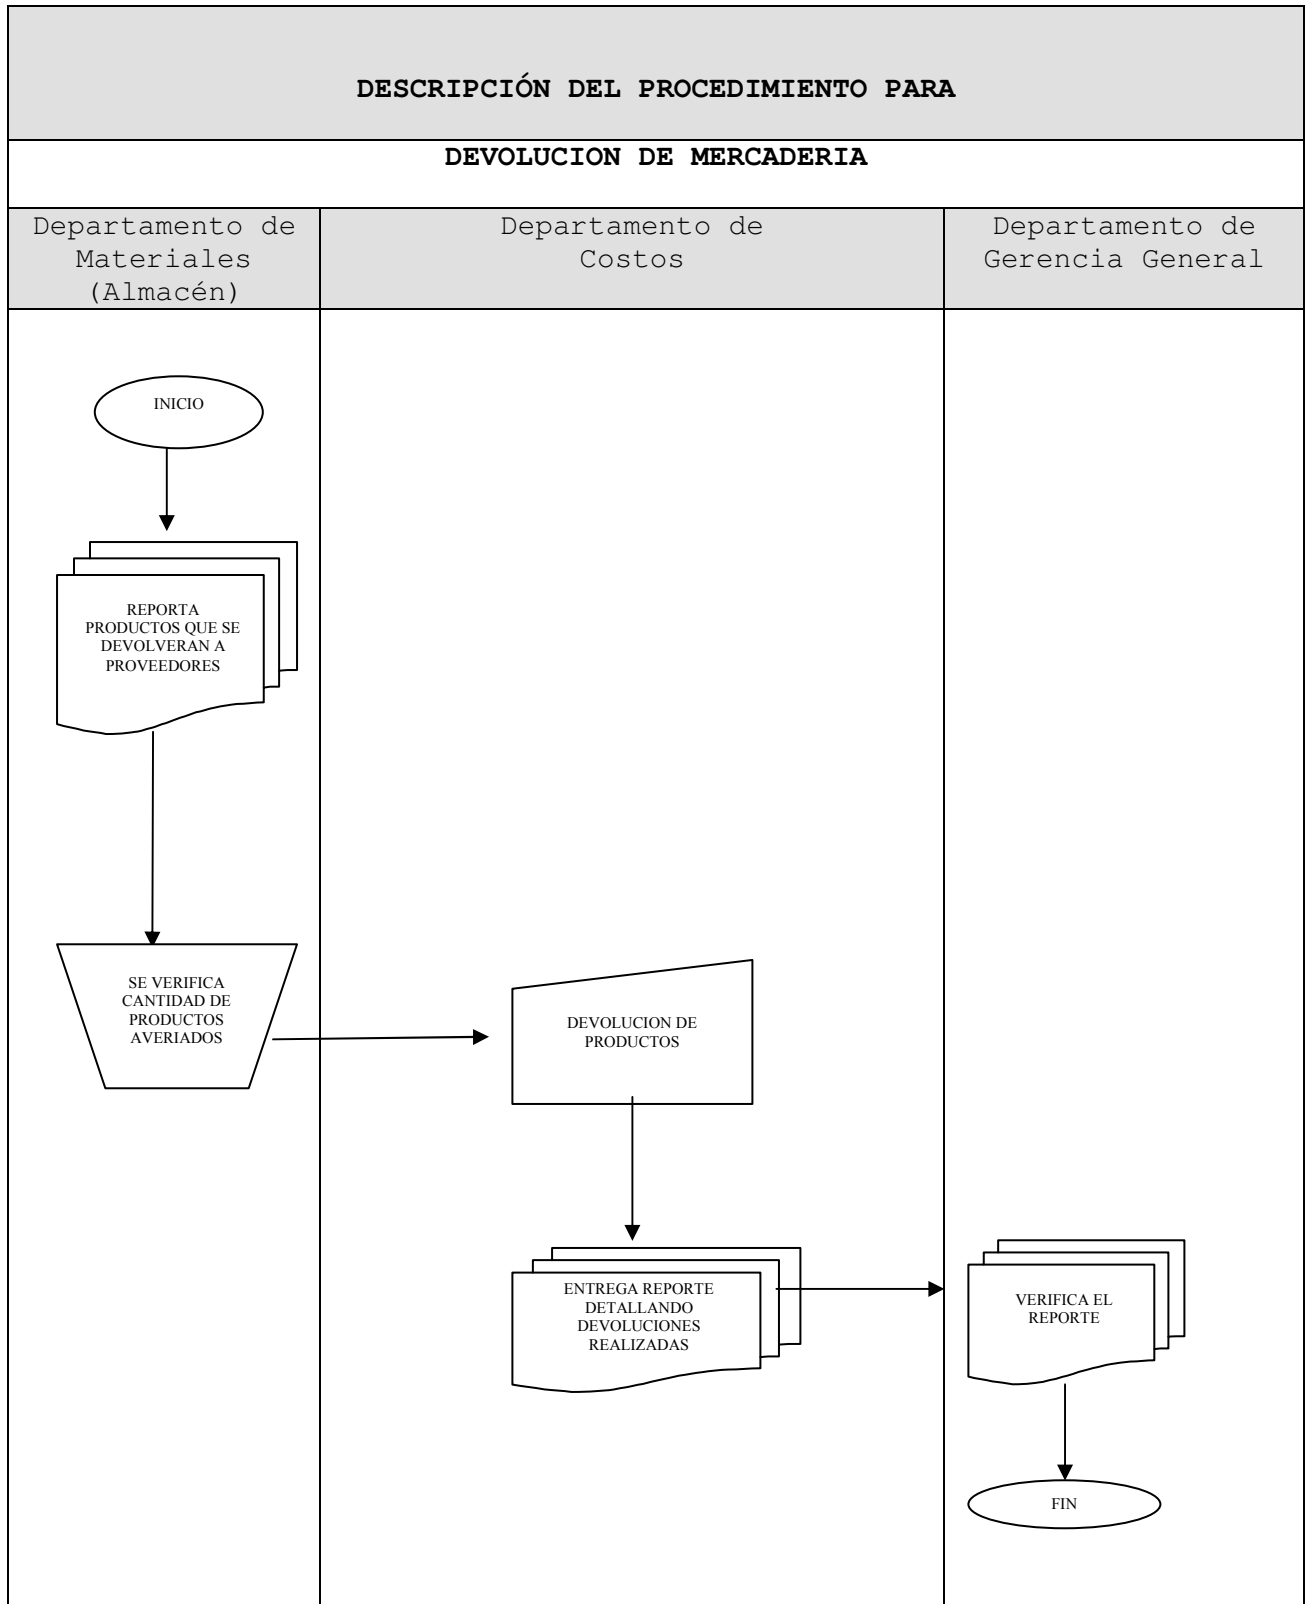 DESCRIPCIÓN DEL PROCEDIMIENTO PARA
DEVOLUCION DE MERCADERIA
Departamento de
Materiales
(Almacén)
Departamento de
Costos
Departamento de
Gerencia General
INICIO
REPORTA
PRODUCTOS QUE SE
DEVOLVERAN A
PROVEEDORES
SE VERIFICA
CANTIDAD DE
PRODUCTOS
AVERIADOS
DEVOLUCION DE
PRODUCTOS
ENTREGA REPORTE
DETALLANDO
DEVOLUCIONES
REALIZADAS
VERIFICA EL
REPORTE
FIN